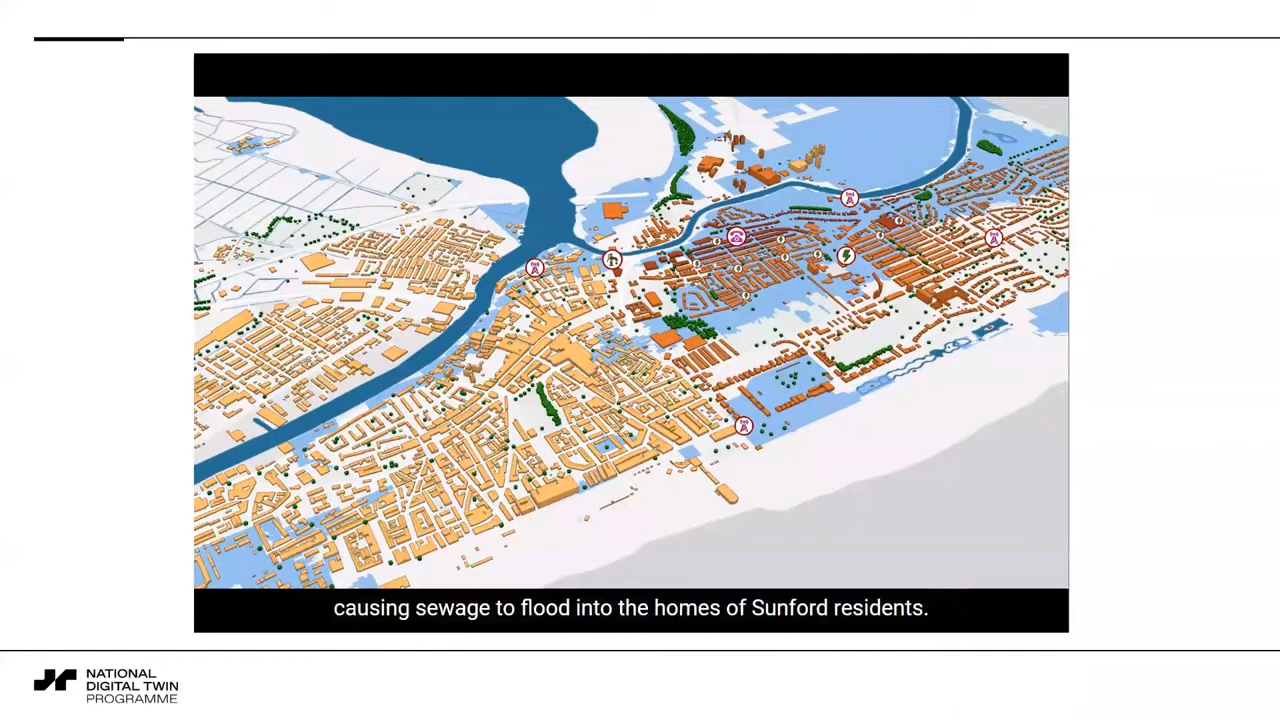 causing sewage to flood into the homes of Sunford residents.
NATIONAL
DIGITAL TWIN
PROGRAMME